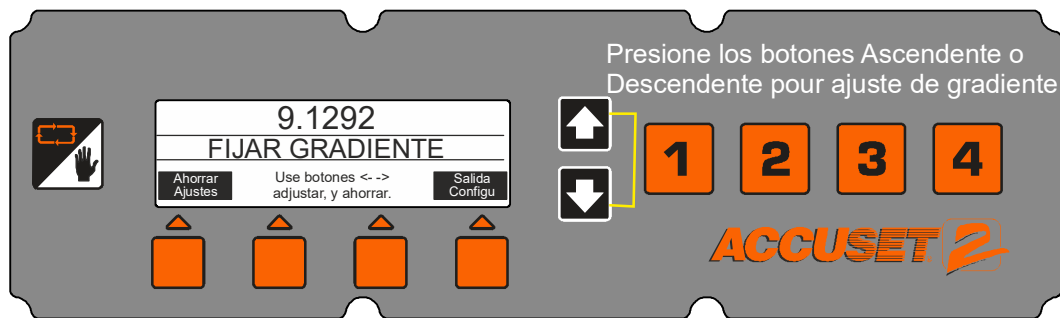 Presione los botones Ascendente o
Descendente pour ajuste de gradiente
9.1292
FIJAR GRADIENTE
Ahorrar
Ajustes
Use botones <- ->
adjustar, y ahorrar.
Salida
Configu
1 2 3 4
ACCUSET 2